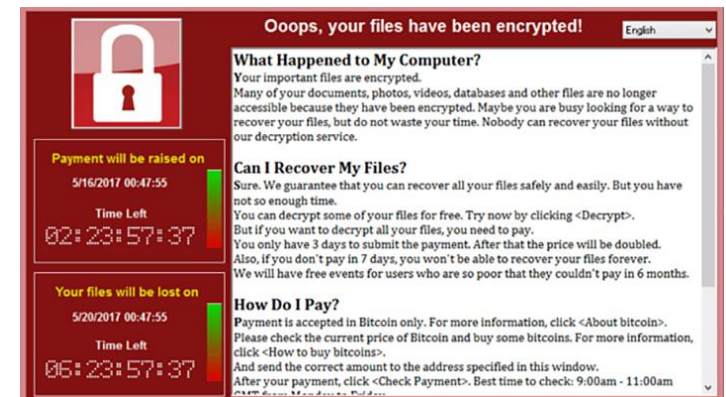 Ooops, your files have been encrypted!
English
Payment will be raised on
5/16/2017 00:47:55
Time Left
02:23:57:37
Your files will be lost on
5/20/2017 00:47:55
Time Left
06:23:57:37
What Happened to My Computer?
Your important files are encrypted.
Many of your documents, photos, videos, databases and other files are no longer
accessible because they have been encrypted. Maybe you are busy looking for a way to
recover your files, but do not waste your time. Nobody can recover your files without
our decryption service.
Can I Recover My Files?
Sure. We guarantee that you can recover all your files safely and easily. But you have
not so enough time.
You can decrypt some of your files for free. Try now by clicking <Decrypt>.
But if you want to decrypt all your files, you need to pay.
You only have 3 days to submit the payment. After that the price will be doubled.
Also, if you don't pay in 7 days, you won't be able to recover your files forever.
We will have free events for users who are so poor that they couldn't pay in 6 months.
How Do I Pay?
Payment is accepted in Bitcoin only. For more information, click <About bitcoin>.
Please check the current price of Bitcoin and buy some bitcoins. For more information,
click <How to buy bitcoins>.
And send the correct amount to the address specified in this window.
After your payment, click <Check Payment>. Best time to check: 9:00am - 11:00am
GMT from Monday to Friday.